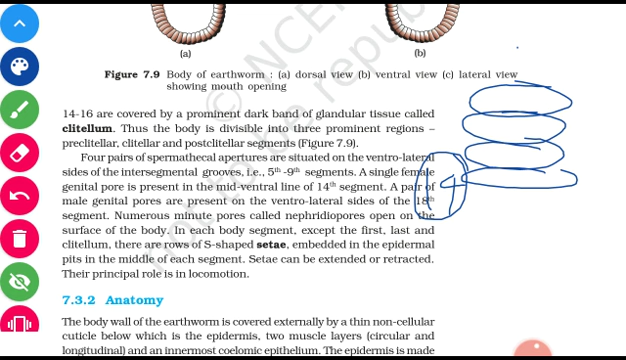 (a)
(b)
Figure 7.9 Body of earthworm : (a) dorsal view (b) ventral view (c) lateral view
showing mouth opening
14-16 are covered by a prominent dark band of glandular tissue called
clitellum. Thus the body is divisible into three prominent regions –
preclitellar, clitellar and postclitellar segments (Figure 7.9).
Four pairs of spermathecal apertures are situated on the ventro-lateral
sides of the intersegmental grooves, i.e., 5th -9th segments. A single female
genital pore is present in the mid-ventral line of 14th segment. A pair of
male genital pores are present on the ventro-lateral sides of the 18th
segment. Numerous minute pores called nephridiopores open on the
surface of the body. In each body segment, except the first, last and
clitellum, there are rows of S-shaped setae, embedded in the epidermal
pits in the middle of each segment. Setae can be extended or retracted.
Their principal role is in locomotion.
7.3.2 Anatomy
The body wall of the earthworm is covered externally by a thin non-cellular
cuticle below which is the epidermis, two muscle layers (circular and
longitudinal) and an innermost coelomic epithelium. The epidermis is made